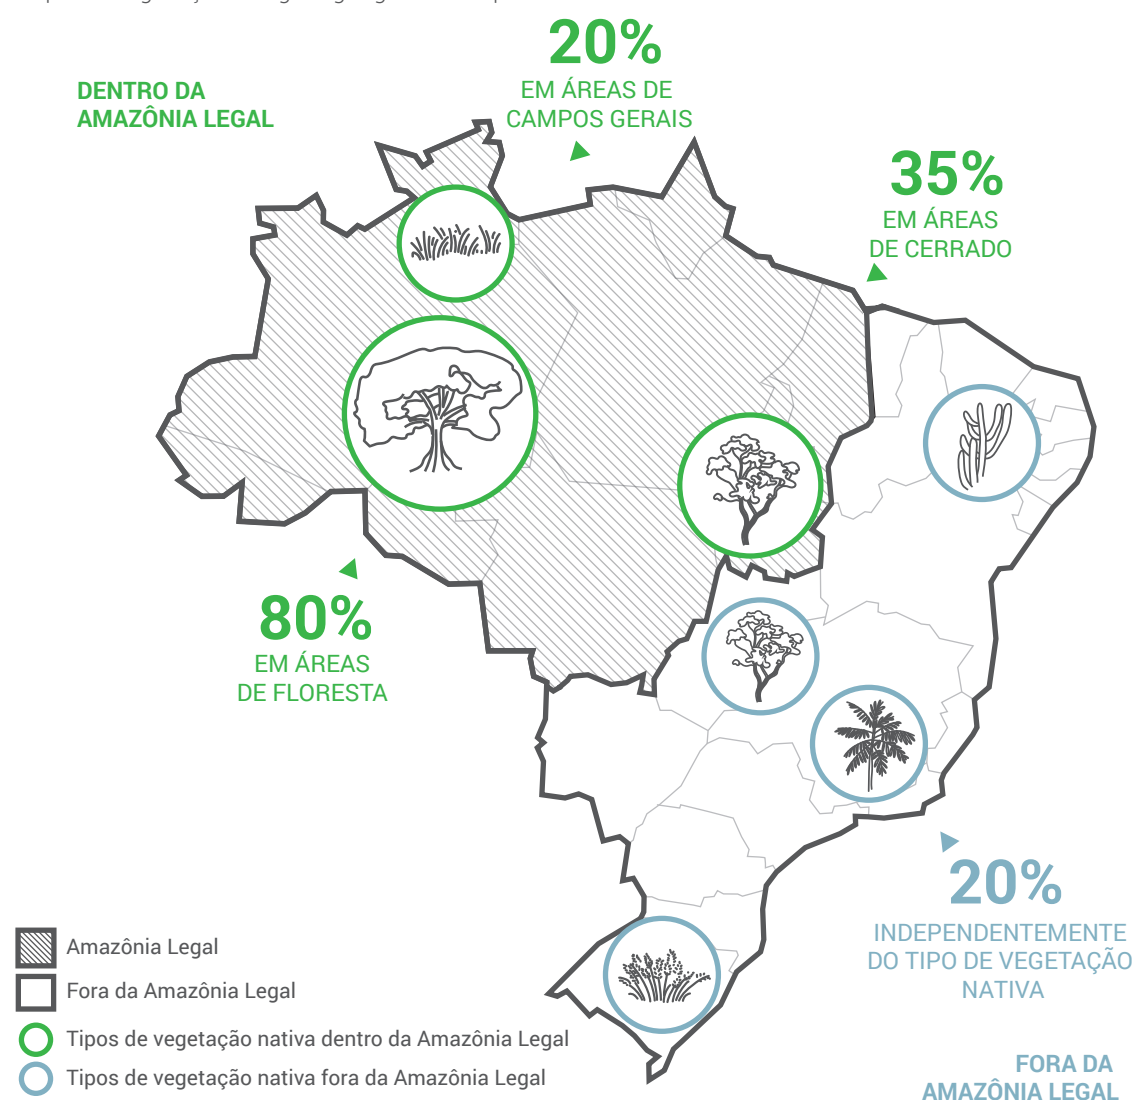 20%
EM ÁREAS DE
CAMPOS GERAIS
DENTRO DA
AMAZÔNIA LEGAL
35%
EM ÁREAS
DE CERRADO
80%
EM ÁREAS
DE FLORESTA
20%
INDEPENDENTEMENTE
DO TIPO DE VEGETAÇÃO
NATIVA
Amazônia Legal
Fora da Amazônia Legal
Tipos de vegetação nativa dentro da Amazônia Legal
Tipos de vegetação nativa fora da Amazônia Legal
FORA DA
AMAZÔNIA LEGAL